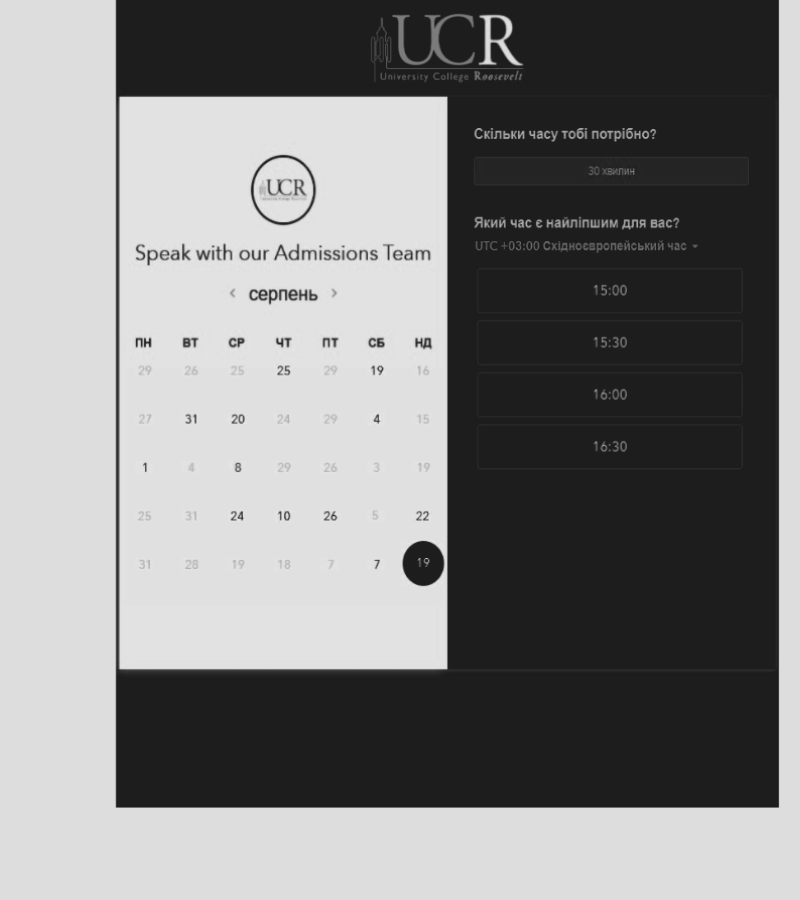 UCR
University College Roosevelt
UCR
Speak with our Admissions Team
серпень
ПН ВТ СР ЧТ ПТ СБ НД
29 26 25 25 29 19 16
27 31 20 24 29 4 15
1 4 8 29 26 3 19
25 31 24 10 26 5 22
31 28 19 18 7 7 19
Скільки часу тобі потрібно?
30 хвилин
Який час є найліпшим для вас?
UTC +03:00 Східноєвропейський час
15:00
15:30
16:00
16:30